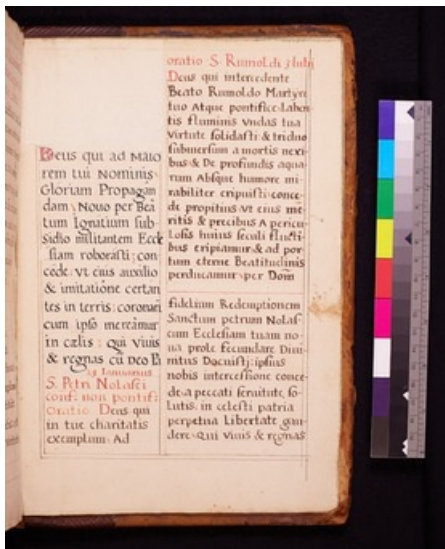 Deus qui ad Maio
rem tui Nominis
Gloriam Propagan
dam, Nouo per Bea
tum Ignatium sub-
sidio militantem Eccle
siam roborasti; con
cede, vt eius auxilio
& imitatione certan
tes in terris: coronari
cum ipso mereamur
in cælis: qui viuis
& regnas cū Deo
31 Ianuarius
S. Petri Nolasci
conf: non pontif:
Oratio. Deus qui
in tuæ charitatis
exemplum. Ad
oratio. S. Rumoldi 3 Iulii
Deus qui intercedente
Beato Rumoldo Martyre
tuo Atque pontifice laben
tis fluminis vndas tua
virtute solidasti & triduo
submersum a mortis nexi
bus & De profundis aqua
rum Absque humore mi-
rabiliter eripuisti: conce-
de propitius vt eius me
ritis & precibus A pericu
losis huius seculi flucti-
bus eripiamur & ad por
tum eterne Beatitudinis
perducamur. per Dom̄
fidelium Redemptionem
Sanctum petrum Nolas-
cum Ecclesiam tuam no-
ua prole fecundare Diui
nitus Docuisti; ipsius
nobis intercessione conce-
de, a peccati seruitute, so-
lutis, in celesti patria
perpetua Libertate gau
dere. qui Viuis & regnas